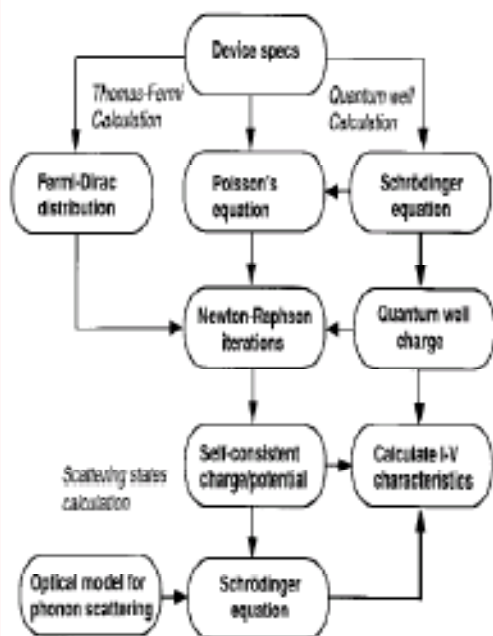 Device specs
Thomas-Fermi
Calculation
Quantum well
Calculation
Fermi-Dirac
distribution
Poisson's
equation
Schrödinger
equation
Newton-Raphson
iterations
Quantum well
charge
Self-consistent
charge/potential
Calculate I-V
characteristics
Scattering states
calculation
Optical model for
phonon scattering
Schrödinger
equation